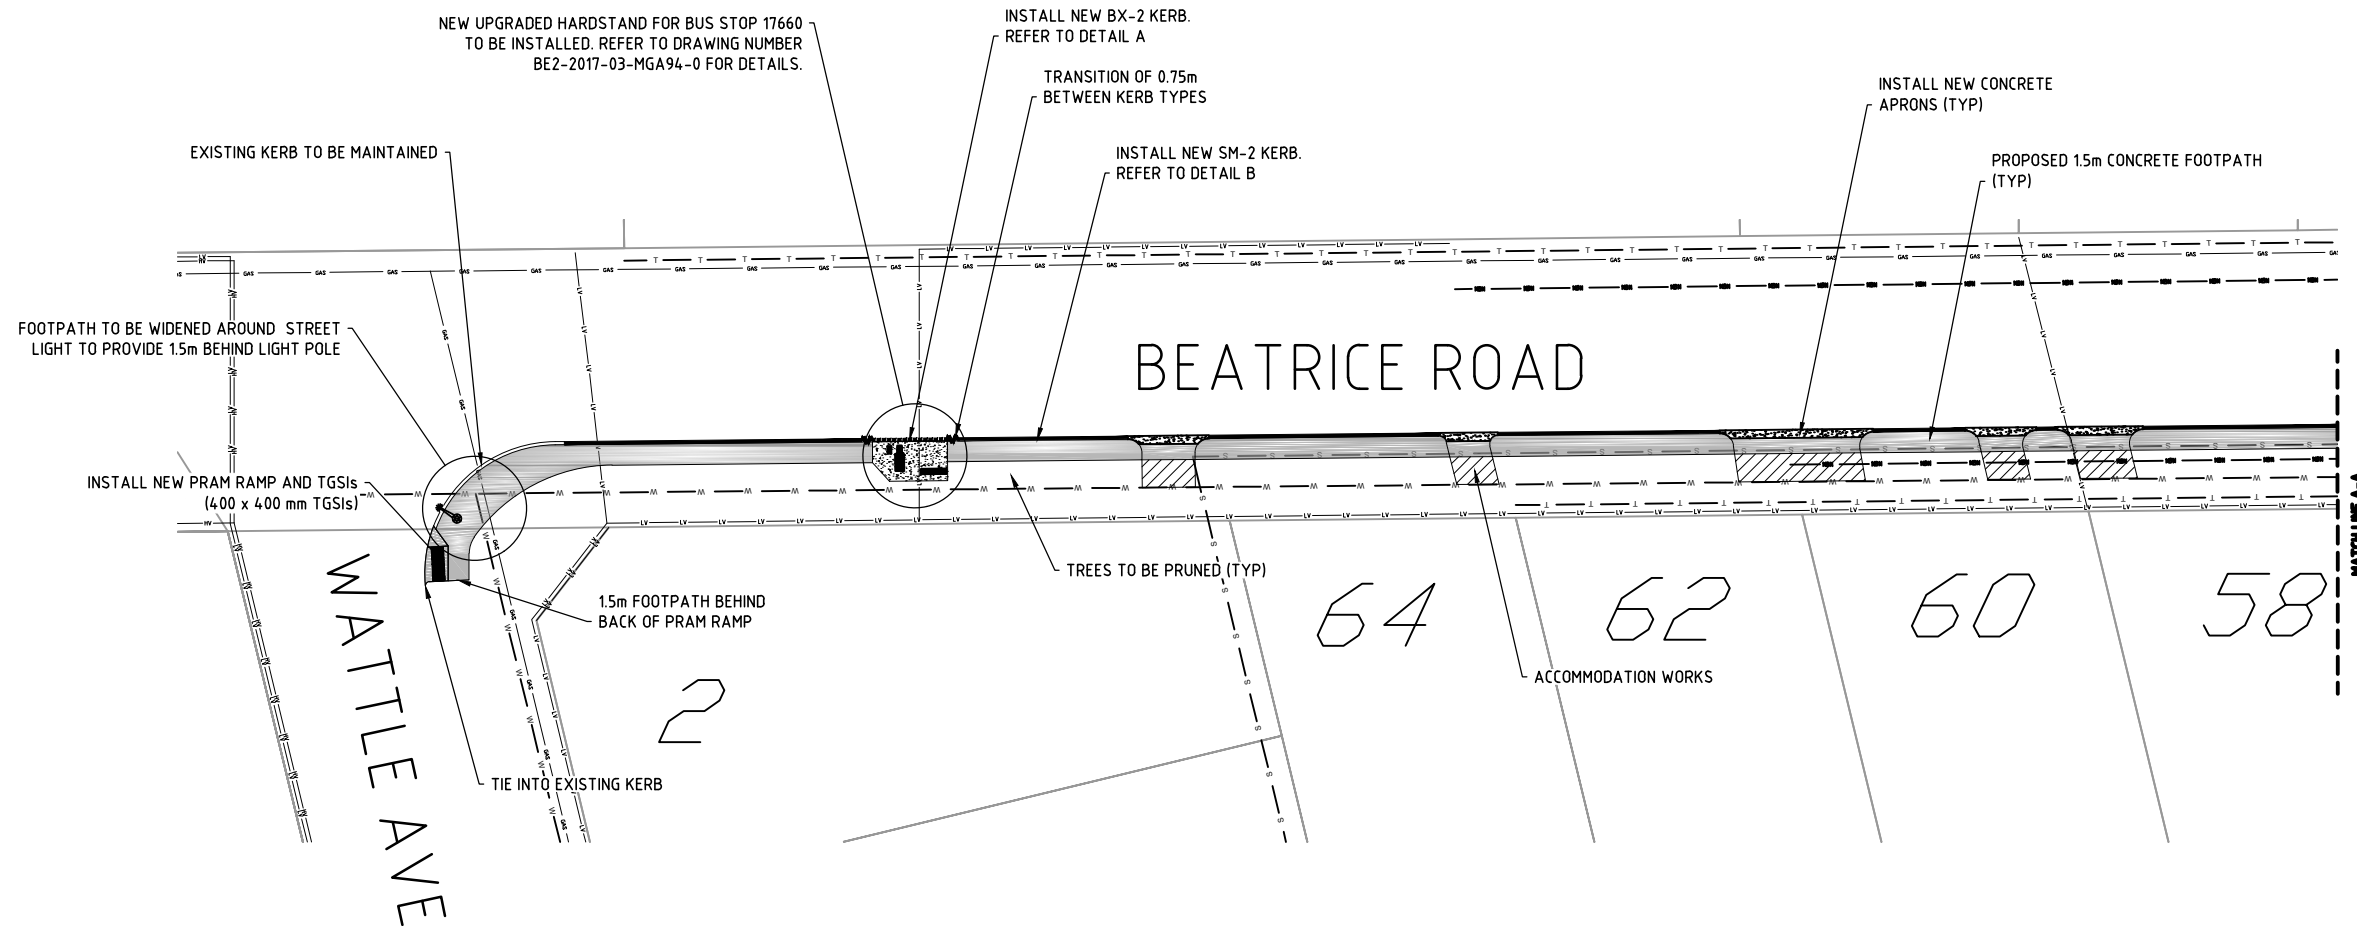 NEW UPGRADED HARDSTAND FOR BUS STOP 17660
TO BE INSTALLED. REFER TO DRAWING NUMBER
BE2-2017-03-MGA94-0 FOR DETAILS.
INSTALL NEW BX-2 KERB.
REFER TO DETAIL A
TRANSITION OF 0.75m
BETWEEN KERB TYPES
INSTALL NEW CONCRETE
APRONS (TYP)
EXISTING KERB TO BE MAINTAINED
INSTALL NEW SM-2 KERB.
REFER TO DETAIL B
PROPOSED 1.5m CONCRETE FOOTPATH
(TYP)
FOOTPATH TO BE WIDENED AROUND STREET
LIGHT TO PROVIDE 1.5m BEHIND LIGHT POLE
BEATRICE ROAD
INSTALL NEW PRAM RAMP AND TGSIs
(400 x 400 mm TGSIs)
MATCH LINE A-A
TREES TO BE PRUNED (TYP)
1.5m FOOTPATH BEHIND
BACK OF PRAM RAMP
64
62
60
58
ACCOMMODATION WORKS
2
TIE INTO EXISTING KERB
WATTLE AVE